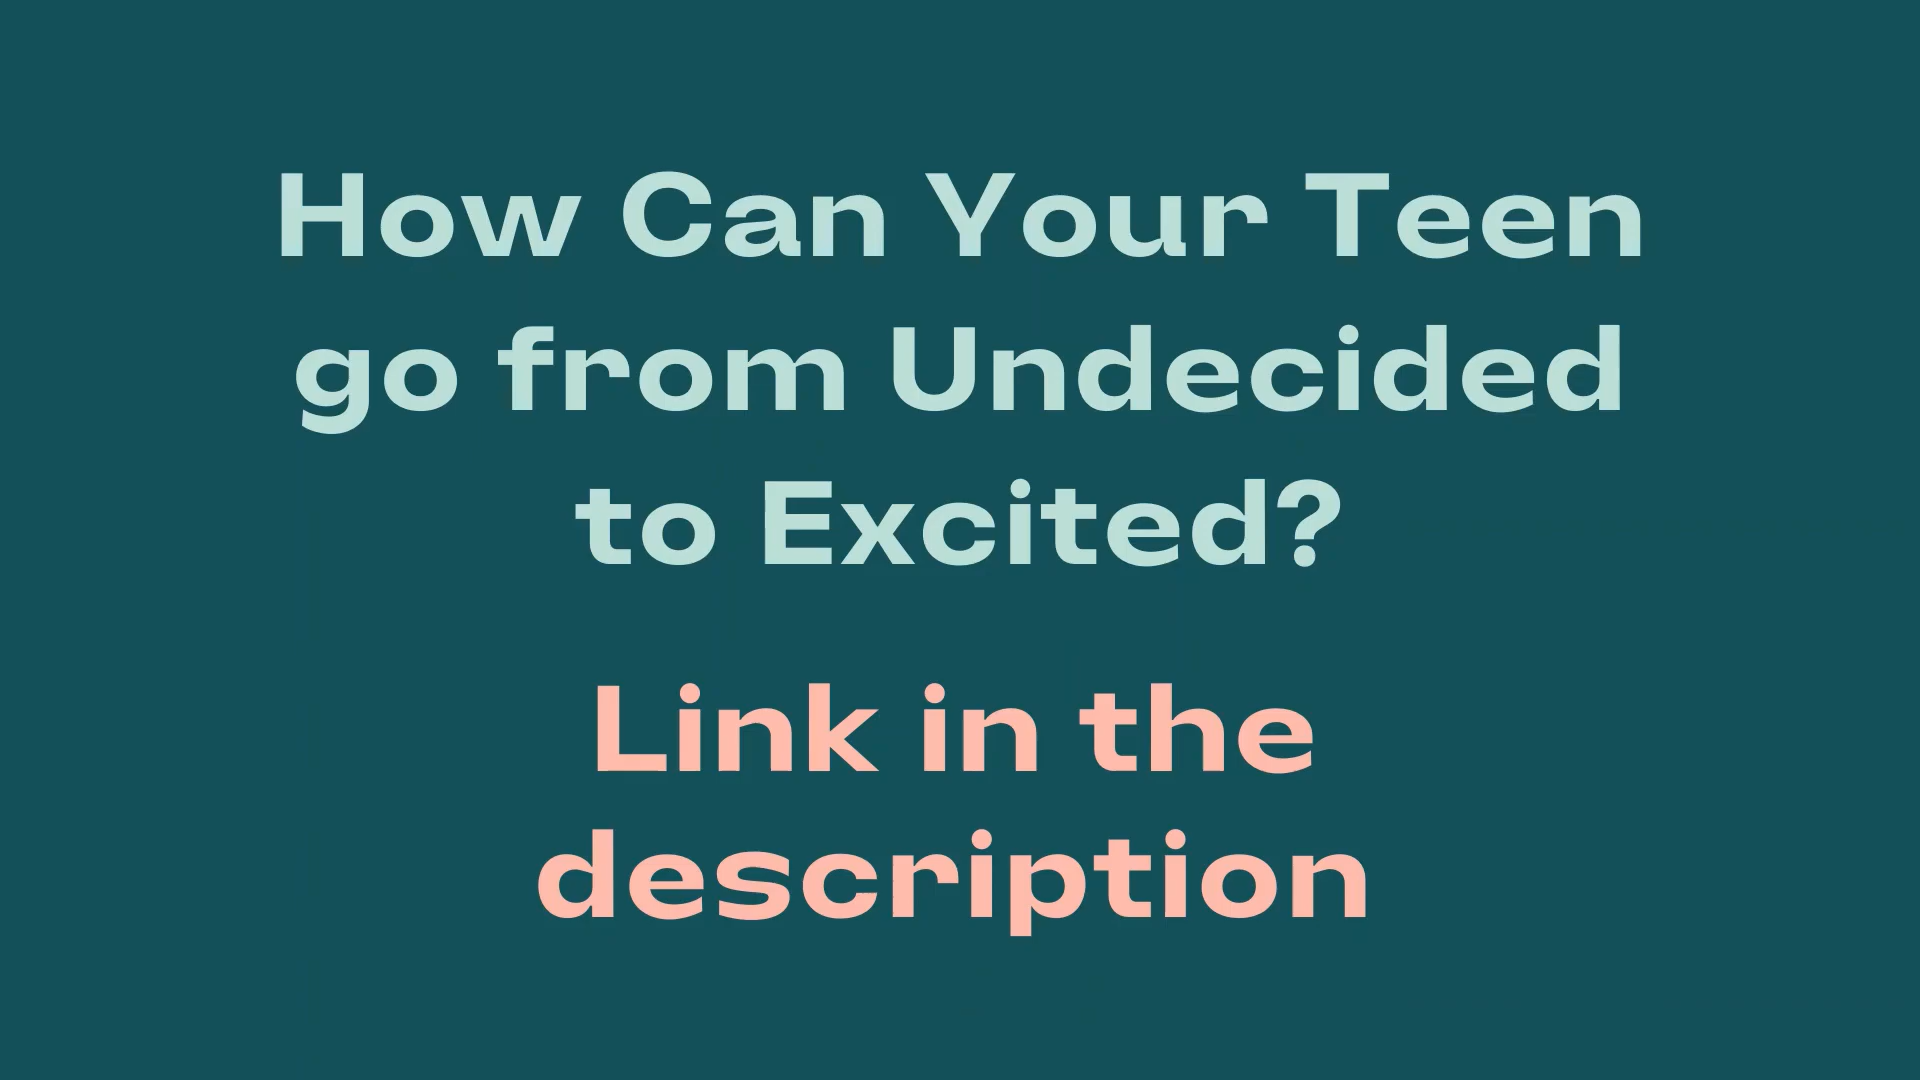 How Can Your Teen
go from Undecided
to Excited?
Link in the
description